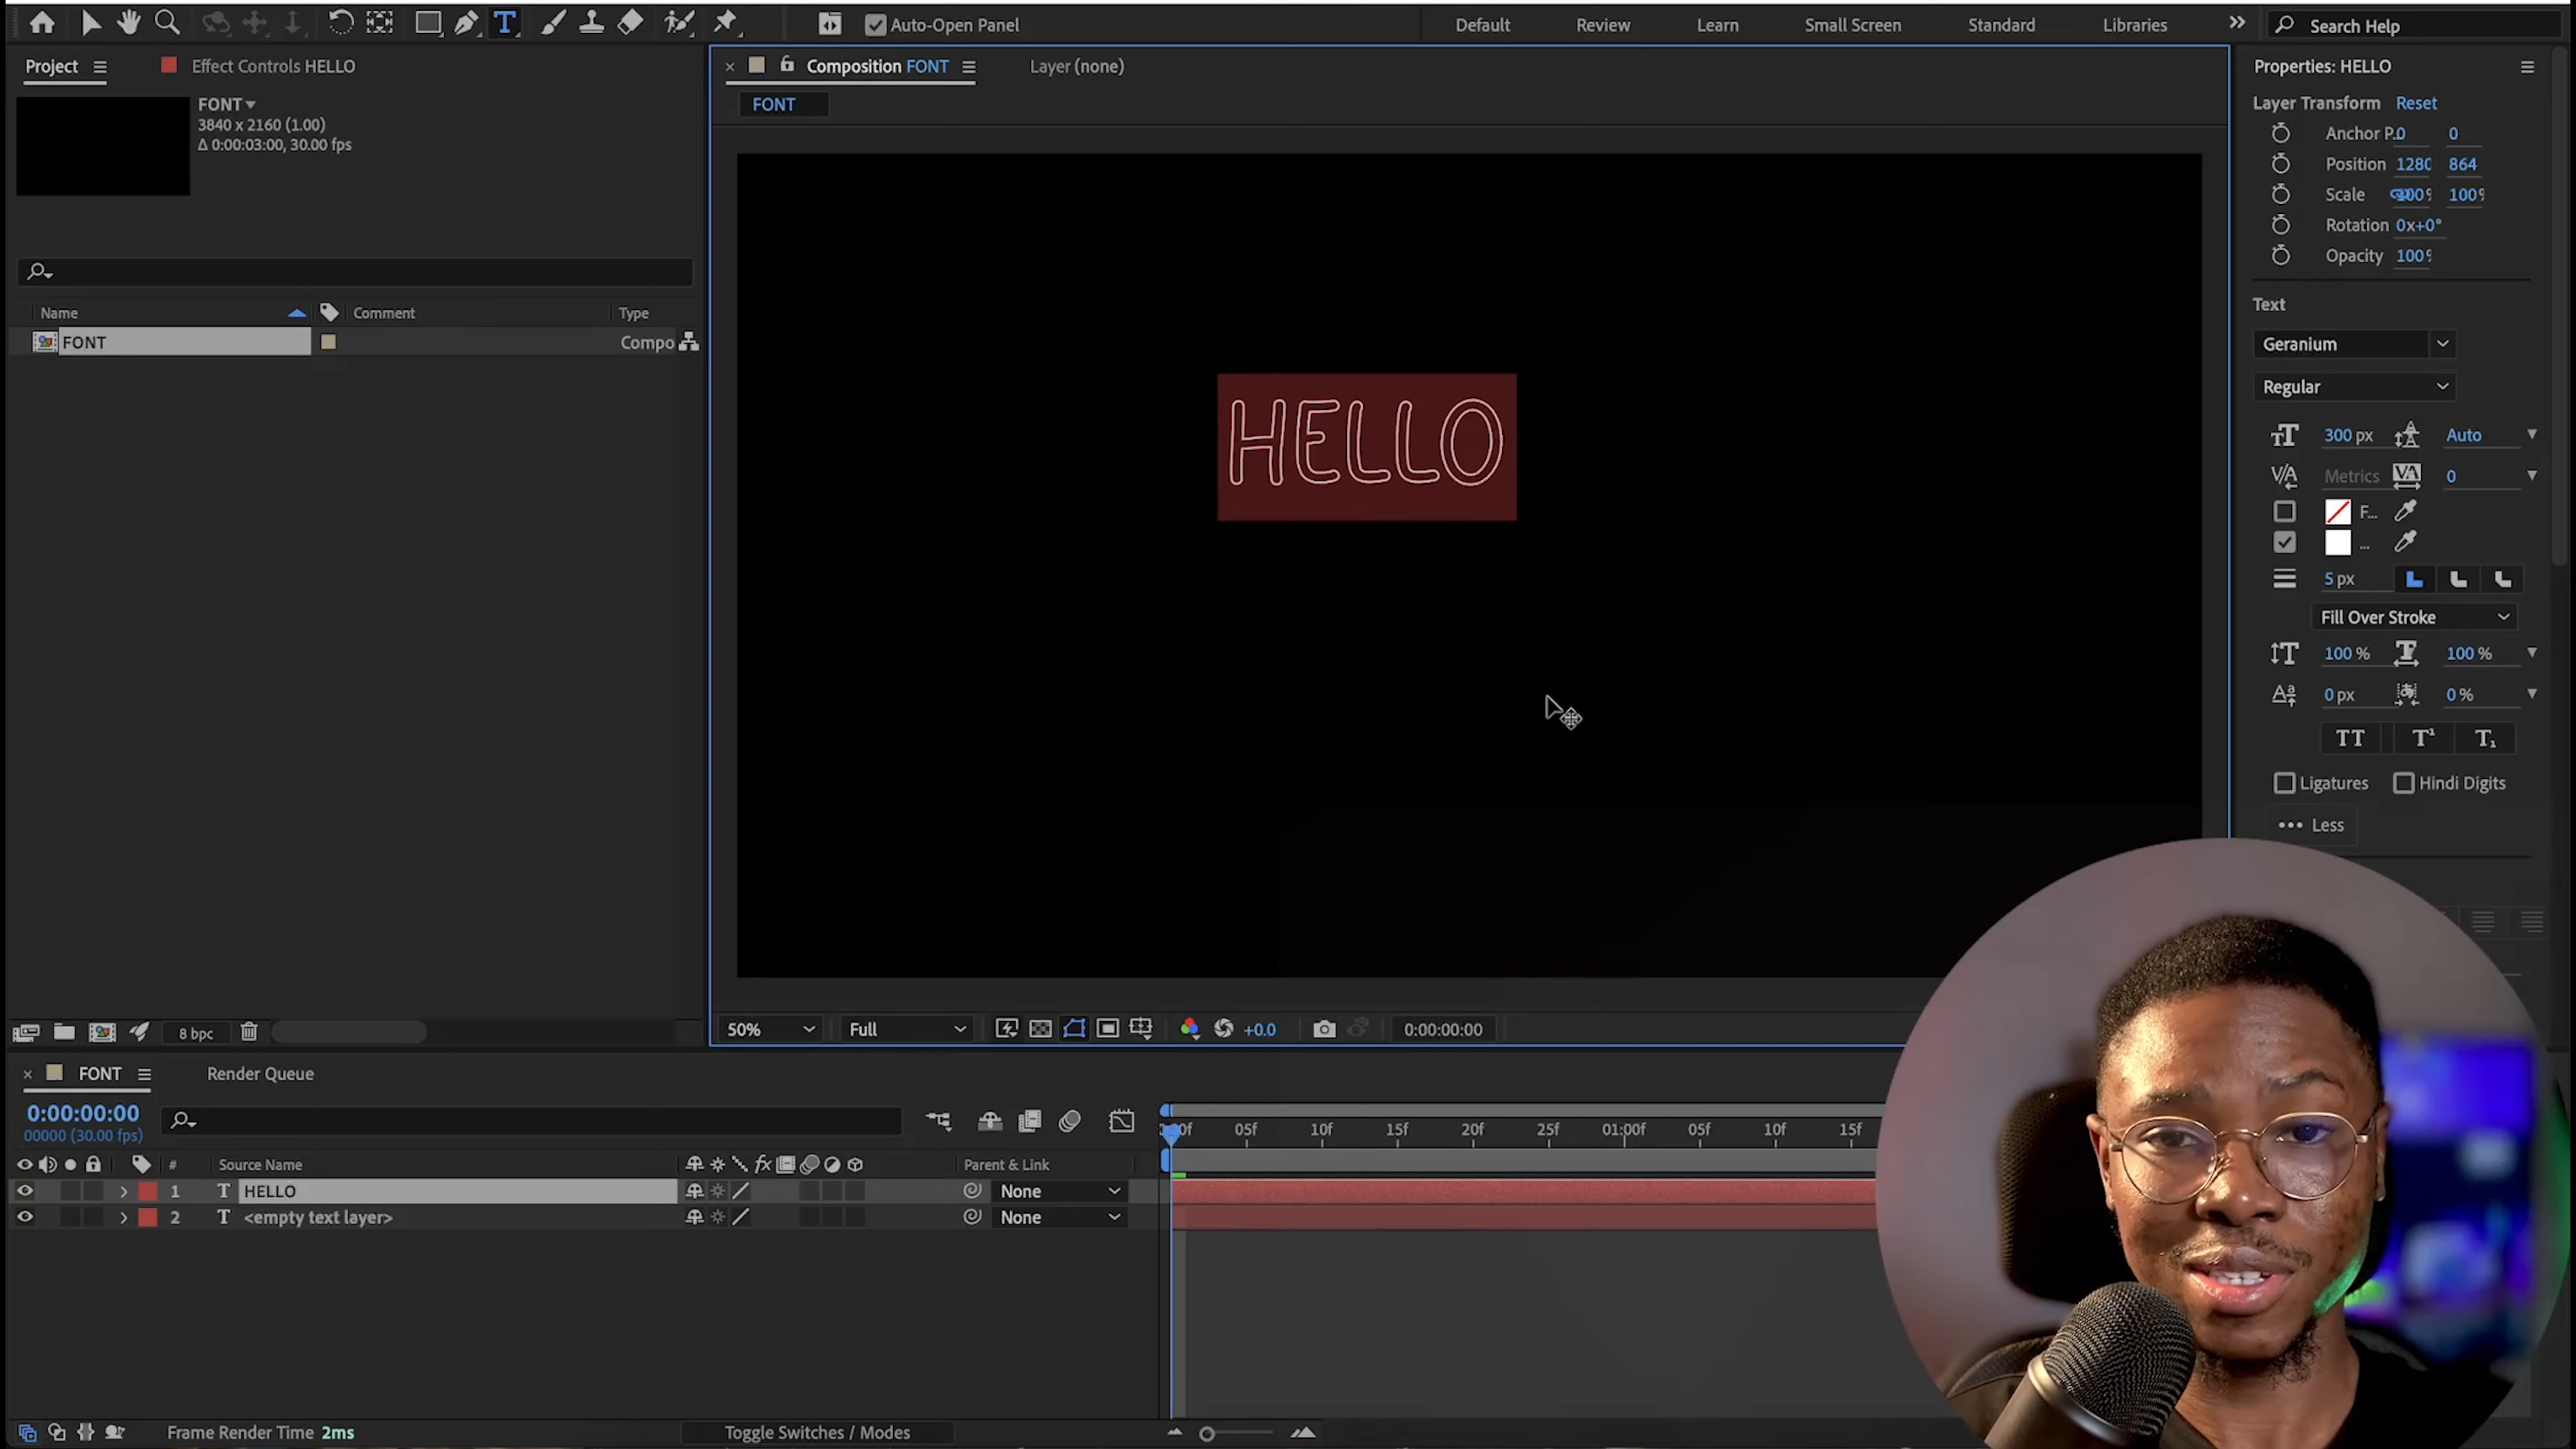 Auto-Open Panel
Default
Review
Learn
Small Screen
Standard
Libraries
Search Help
Project
Effect Controls HELLO
Composition FONT
Layer (none)
Properties: HELLO
FONT
3840 x 2160 (1.00)
Δ 0:00:03:00, 30.00 fps
FONT
Layer Transform Reset
Anchor P.. 0 0
Position 1280 864
Scale 100% 100%
Rotation 0x+0°
Opacity 100%
Name
Comment
Type
FONT
Compo
HELLO
Text
Geranium
Regular
300 px
Auto
Metrics
0
F...
...
5 px
Fill Over Stroke
100 %
100 %
0 px
0 %
TT T¹ T₁
Ligatures
Hindi Digits
Less
8 bpc
50%
Full
+0.0
0:00:00:00
FONT
Render Queue
0:00:00:00
00000 (30.00 fps)
05f 10f 15f 20f 25f 01:00f 05f 10f 15f
#
Source Name
fx
Parent & Link
1 T HELLO
None
2 T <empty text layer>
None
Frame Render Time 2ms
Toggle Switches / Modes